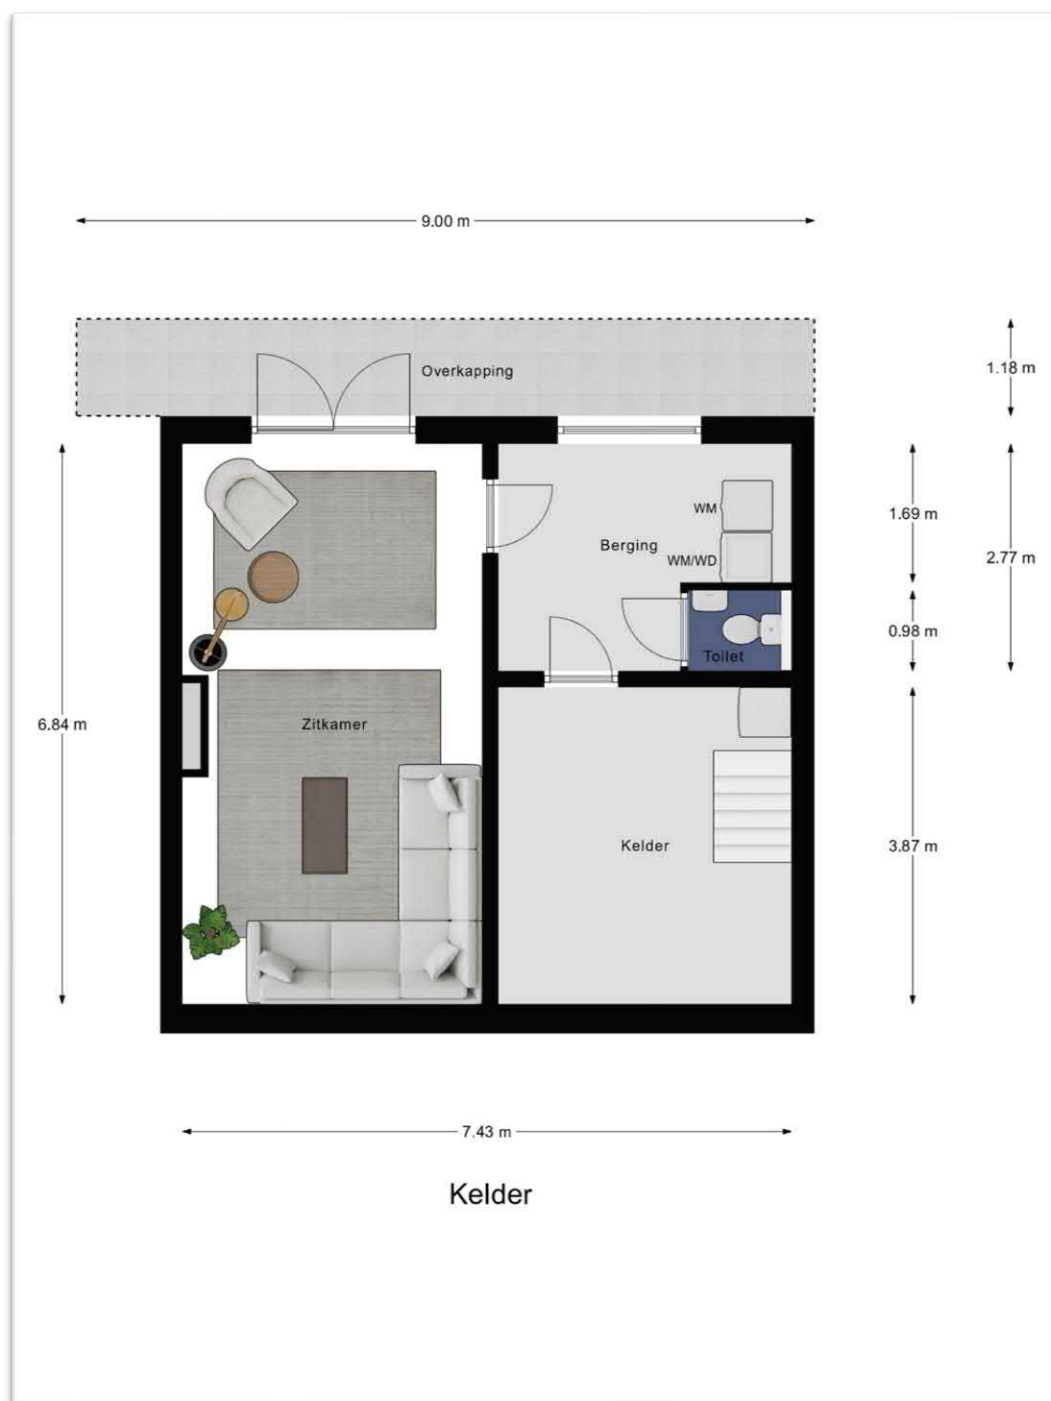 9.00 m
Overkapping
1.18 m
WM
1.69 m
Berging
WM/WD
2.77 m
0.98 m
Toilet
Zitkamer
6.84 m
Kelder
3.87 m
7.43 m
Kelder